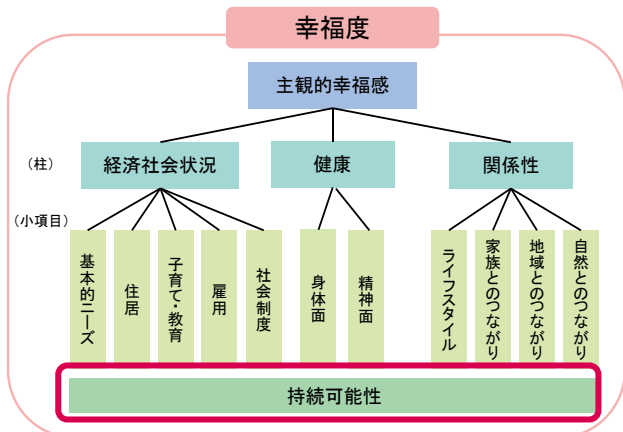 幸福度
主観的幸福感
（柱）
経済社会状況
健康
関係性
（小項目）
基本的ニーズ
住居
子育て・教育
雇用
社会制度
身体面
精神面
ライフスタイル
家族とのつながり
地域とのつながり
自然とのつながり
持続可能性